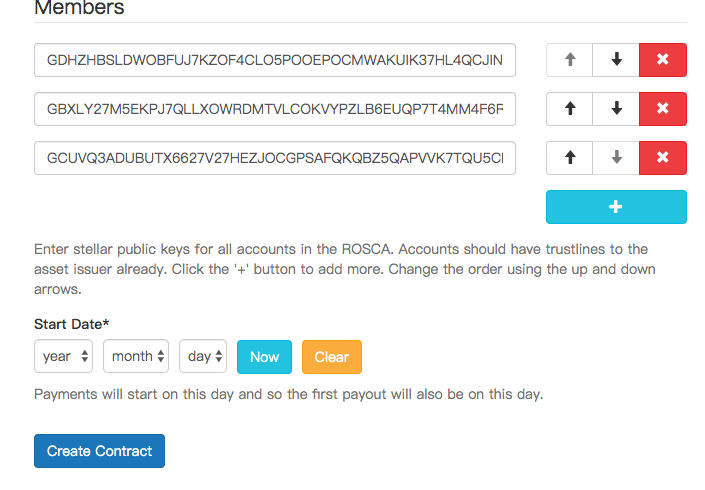 Members
GDHZHBSLDWOBFUJ7KZOF4CLO5POOEPOCMWAKUIK37HL4QCJIN
GBXLY27M5EKPJ7QLLXOWRDMTVLCOKVYPZLB6EUQP7T4MM4F6R
GCUVQ3ADUBUTX6627V27HEZJOCGPSAFQKQBZ5QAPVVK7TQU5CI
Enter stellar public keys for all accounts in the ROSCA. Accounts should have trustlines to the
asset issuer already. Click the '+' button to add more. Change the order using the up and down
arrows.
Start Date*
year month day Now Clear
Payments will start on this day and so the first payout will also be on this day.
Create Contract